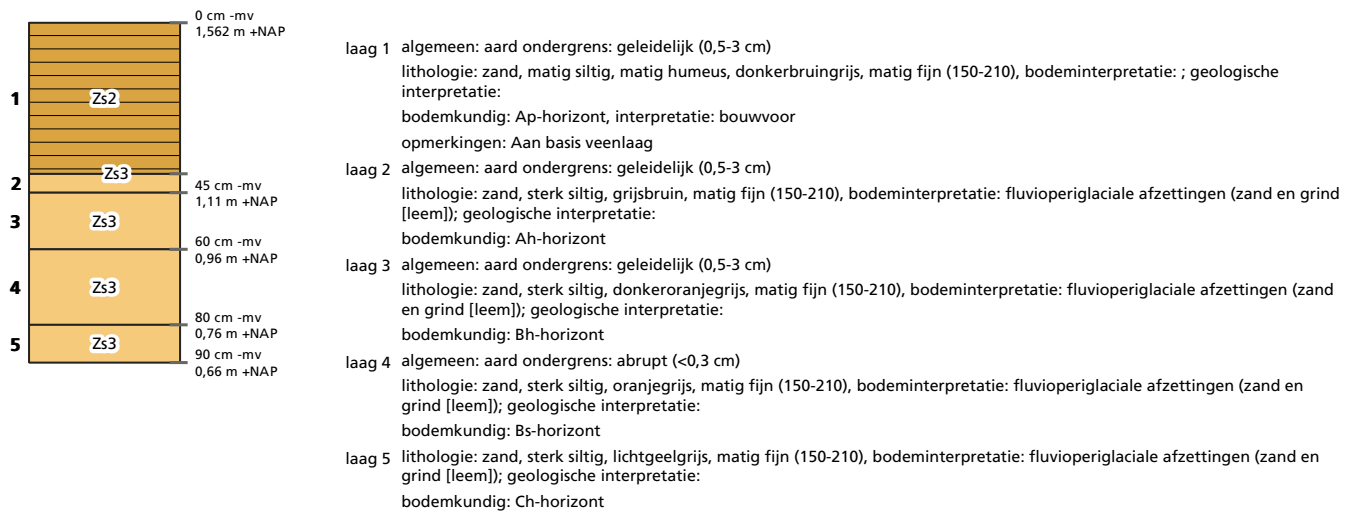 0 cm -mv
1,562 m +NAP
1
Zs2
Zs3
2
45 cm -mv
1,11 m +NAP
3
Zs3
60 cm -mv
0,96 m +NAP
4
Zs3
80 cm -mv
0,76 m +NAP
5
Zs3
90 cm -mv
0,66 m +NAP
laag 1 algemeen: aard ondergrens: geleidelijk (0,5-3 cm)
lithologie: zand, matig siltig, matig humeus, donkerbruingrijs, matig fijn (150-210), bodeminterpretatie: ; geologische
interpretatie:
bodemkundig: Ap-horizont, interpretatie: bouwvoor
opmerkingen: Aan basis veenlaag
laag 2 algemeen: aard ondergrens: geleidelijk (0,5-3 cm)
lithologie: zand, sterk siltig, grijsbruin, matig fijn (150-210), bodeminterpretatie: fluvioperiglaciale afzettingen (zand en grind
[leem]); geologische interpretatie:
bodemkundig: Ah-horizont
laag 3 algemeen: aard ondergrens: geleidelijk (0,5-3 cm)
lithologie: zand, sterk siltig, donkeroranjegrijs, matig fijn (150-210), bodeminterpretatie: fluvioperiglaciale afzettingen (zand
en grind [leem]); geologische interpretatie:
bodemkundig: Bh-horizont
laag 4 algemeen: aard ondergrens: abrupt (<0,3 cm)
lithologie: zand, sterk siltig, oranjegrijs, matig fijn (150-210), bodeminterpretatie: fluvioperiglaciale afzettingen (zand en
grind [leem]); geologische interpretatie:
bodemkundig: Bs-horizont
laag 5 lithologie: zand, sterk siltig, lichtgeelgrijs, matig fijn (150-210), bodeminterpretatie: fluvioperiglaciale afzettingen (zand en
grind [leem]); geologische interpretatie:
bodemkundig: Ch-horizont